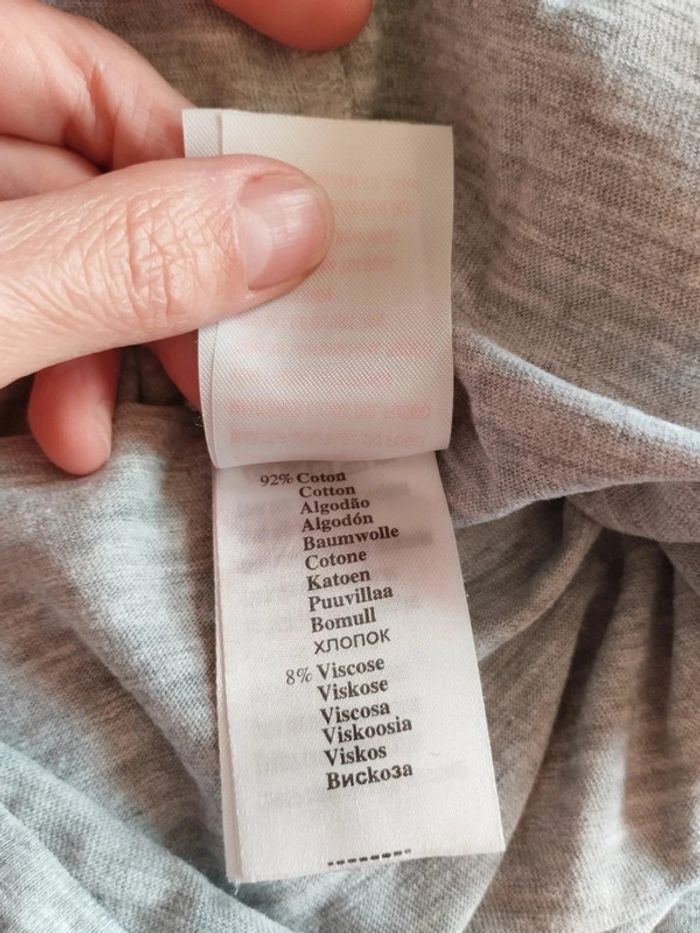 92% Coton
Cotton
Algodão
Algodón
Baumwolle
Cotone
Katoen
Puuvillaa
Bomull
хлопок
8% Viscose
Viskose
Viscosa
Viskoosia
Viskos
Вискоза